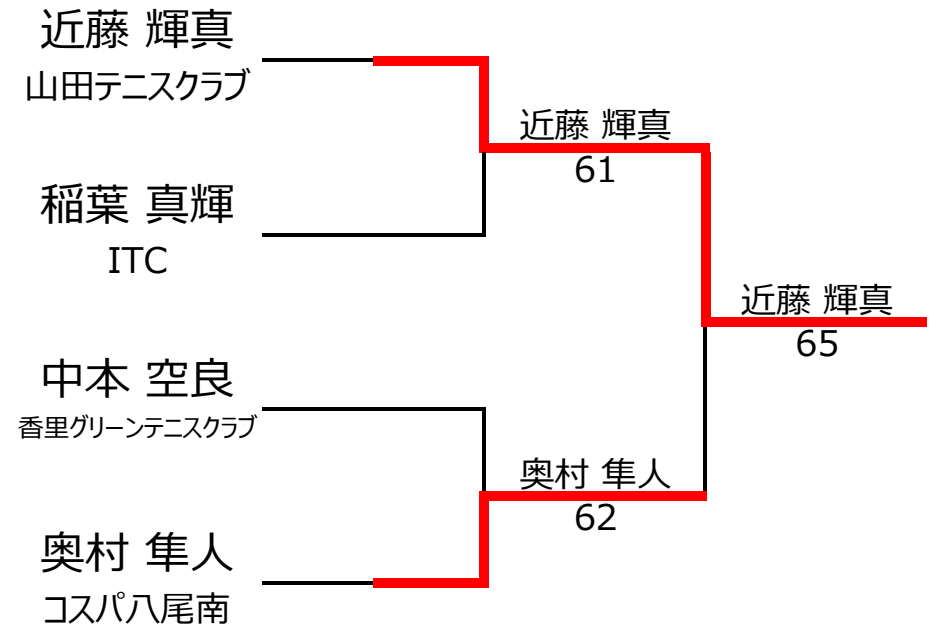 近藤 輝真
山田テニスクラブ
近藤 輝真
61
稲葉 真輝
ITC
近藤 輝真
65
中本 空良
香里グリーンテニスクラブ
奥村 隼人
62
奥村 隼人
コスパ八尾南